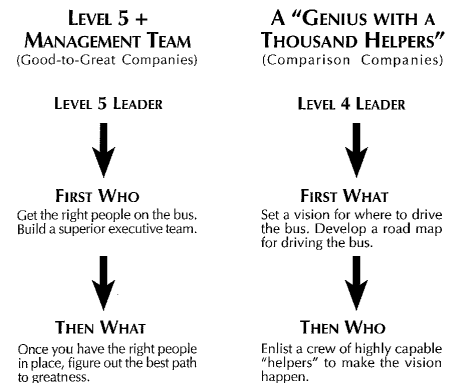 LEVEL 5 +
MANAGEMENT TEAM
(Good-to-Great Companies)
LEVEL 5 LEADER
FIRST WHO
Get the right people on the bus.
Build a superior executive team.
THEN WHAT
Once you have the right people
in place, figure out the best path
to greatness.
A "GENIUS WITH A
THOUSAND HELPERS"
(Comparison Companies)
LEVEL 4 LEADER
FIRST WHAT
Set a vision for where to drive
the bus. Develop a road map
for driving the bus.
THEN WHO
Enlist a crew of highly capable
"helpers" to make the vision
happen.